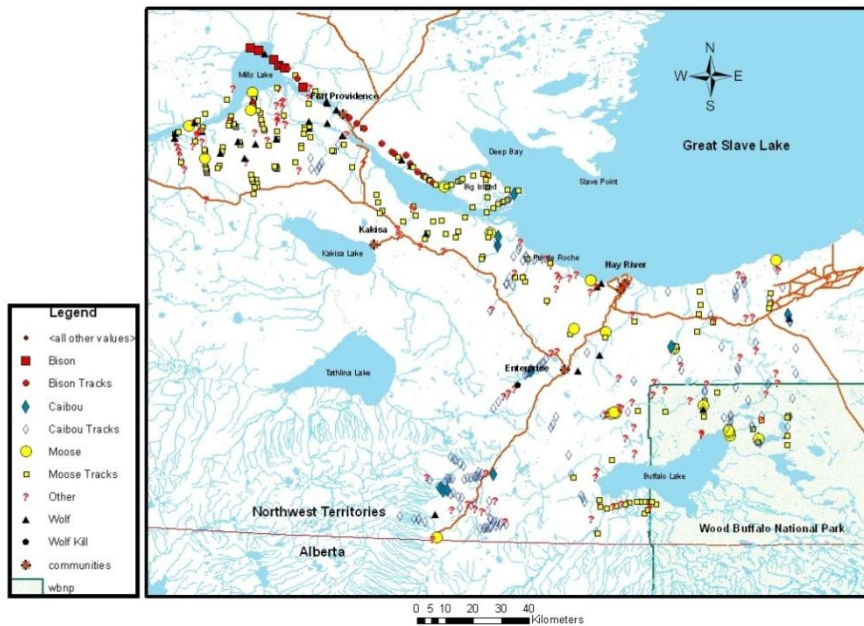 N
W E
S
Mills Lake
Fort Providence
Great Slave Lake
Deep Bay
Slave Point
Big Island
Kakisa
Kakisa Lake
Pointe Roche
Hay River
Enterprise
Tathlina Lake
Buffalo Lake
Northwest Territories
Wood Buffalo National Park
Alberta
Legend
<all other values>
Bison
Bison Tracks
Caibou
Caibou Tracks
Moose
Moose Tracks
? Other
Wolf
Wolf Kill
communities
wbnp
0 5 10 20 30 40
Kilometers